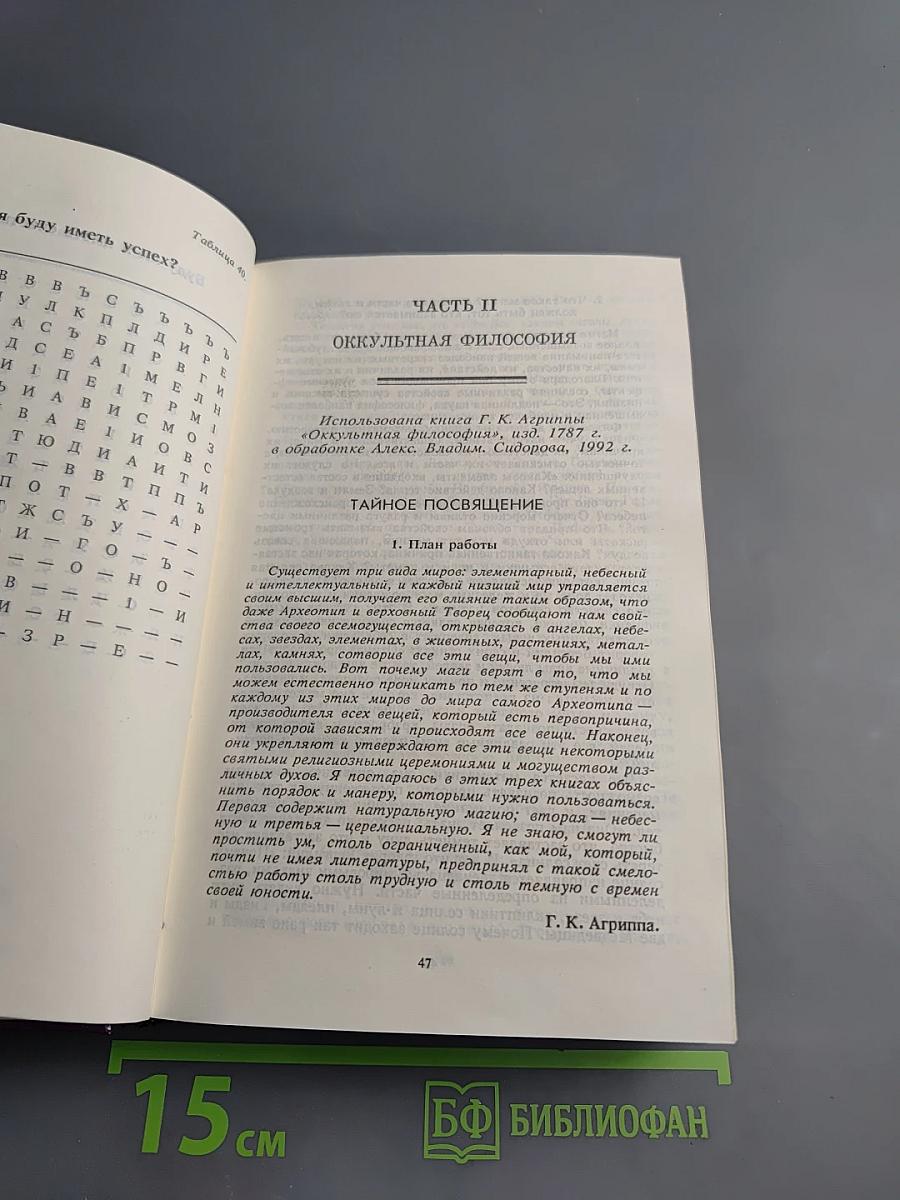 я буду иметь успех?
Таблица 40.
В В В Ъ С Ъ Ъ Ъ Ъ
У Л К П Л Д И Р Е
А С Ъ Б П Р В Г И
Д С Е А 1 М Е Л Н
И 1 П Е 1 Т Р М 1
Ь И А В И С М О З
В А Е 1 И О В С
Т Ю Д И А И Т И
Т — В В Т П П Ъ
П О Т — Х — А Р
Т Ж С Ъ У — — —
И — Г О — Ъ —
— — О — Н О —
В — — — 1 — И
И — Н — — — —
— З Р — Е — —
ЧАСТЬ II
ОККУЛЬТНАЯ ФИЛОСОФИЯ
Использована книга Г. К. Агриппы
«Оккультная философия», изд. 1787 г.
в обработке Алекс. Владим. Сидорова, 1992 г.
ТАЙНОЕ ПОСВЯЩЕНИЕ
1. План работы
Существует три вида миров: элементарный, небесный
и интеллектуальный, и каждый низший мир управляется
своим высшим, получает его влияние таким образом, что
даже Археотип и верховный Творец сообщают нам свой-
ства своего всемогущества, открываясь в ангелах, небе-
сах, звездах, элементах, в животных, растениях, метал-
лах, камнях, сотворив все эти вещи, чтобы мы ими
пользовались. Вот почему маги верят в то, что мы
можем естественно проникать по тем же ступеням и по
каждому из этих миров до мира самого Археотипа —
производителя всех вещей, который есть первопричина,
от которой зависят и происходят все вещи. Наконец,
они укрепляют и утверждают все эти вещи некоторыми
святыми религиозными церемониями и могуществом раз-
личных духов. Я постараюсь в этих трех книгах объяс-
нить порядок и манеру, которыми нужно пользоваться.
Первая содержит натуральную магию; вторая — небес-
ную и третья — церемониальную. Я не знаю, смогут ли
простить ум, столь ограниченный, как мой, который,
почти не имея литературы, предпринял с такой смело-
стью работу столь трудную и столь темную с времен
своей юности.
Г. К. Агриппа.
47
15 см
БФ БИБЛИОФАН